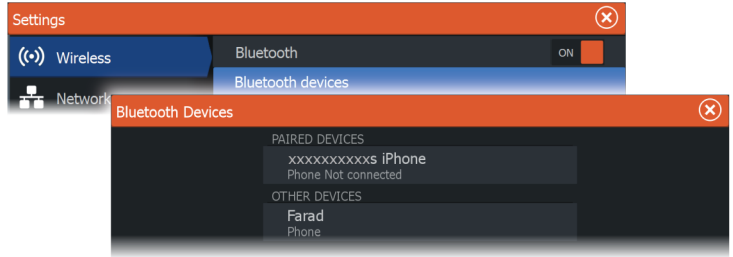 Settings
Wireless
Bluetooth
ON
Bluetooth devices
Network
Bluetooth Devices
PAIRED DEVICES
xxxxxxxxxxs iPhone
Phone Not connected
OTHER DEVICES
Farad
Phone